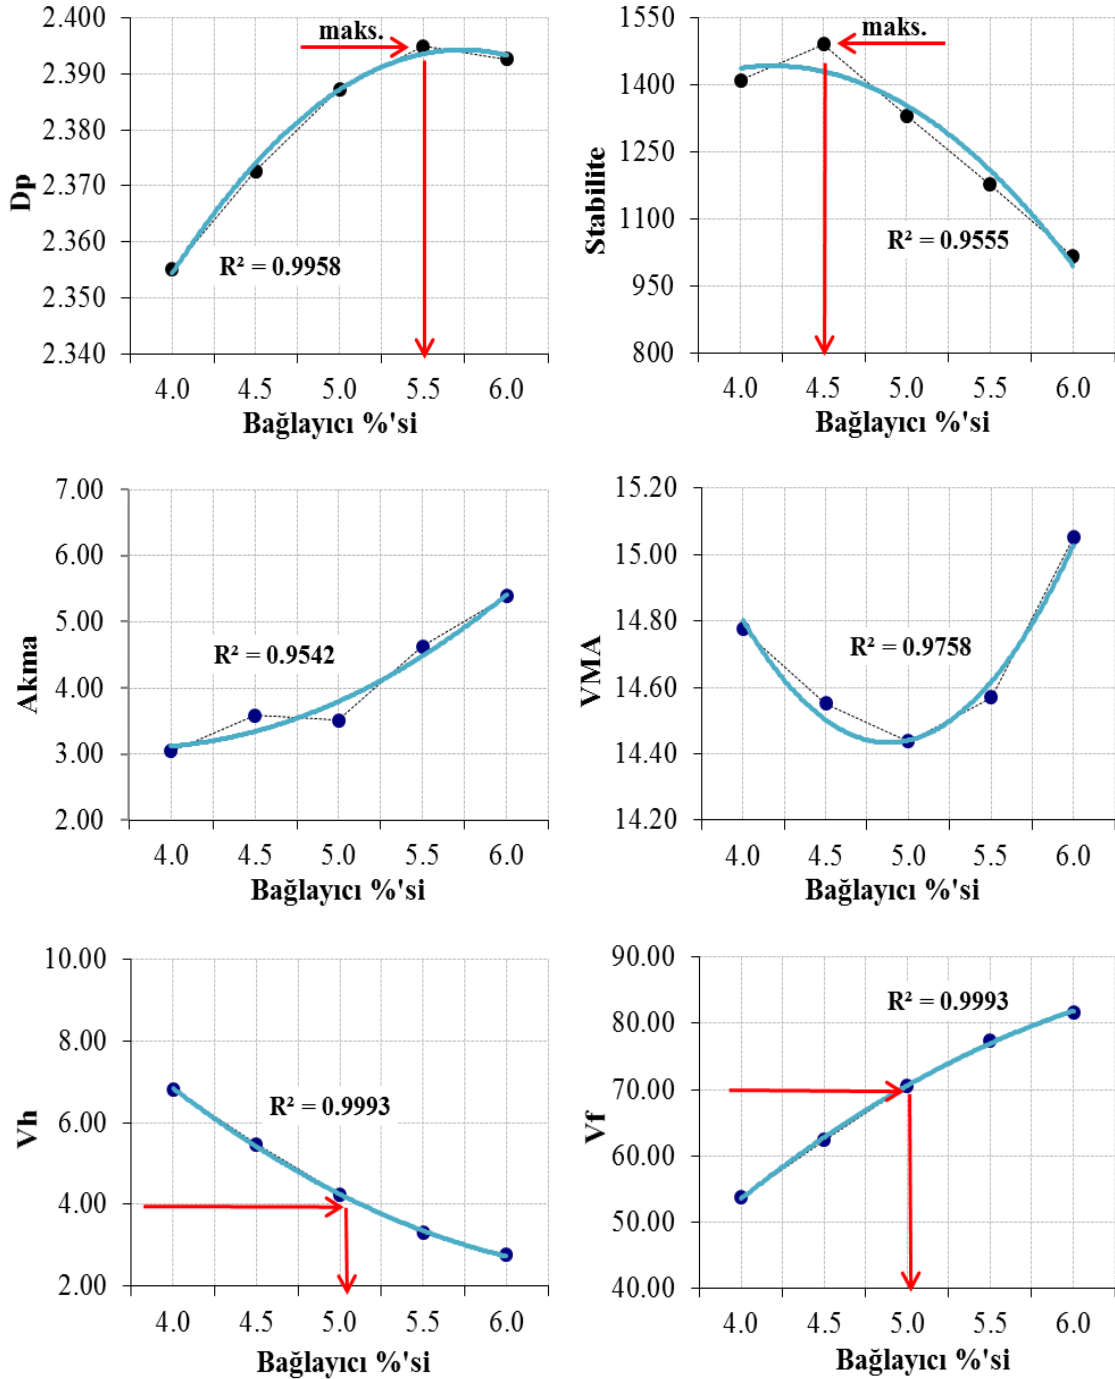 2.400
2.390
2.380
2.370
2.360
2.350
2.340
Dp
maks.
R² = 0.9958
4.0 4.5 5.0 5.5 6.0
Bağlayıcı %'si
1550
1400
1250
1100
950
800
Stabilite
maks.
R² = 0.9555
4.0 4.5 5.0 5.5 6.0
Bağlayıcı %'si
7.00
6.00
5.00
4.00
3.00
2.00
Akma
R² = 0.9542
4.0 4.5 5.0 5.5 6.0
Bağlayıcı %'si
15.20
15.00
14.80
14.60
14.40
14.20
VMA
R² = 0.9758
4.0 4.5 5.0 5.5 6.0
Bağlayıcı %'si
10.00
8.00
6.00
4.00
2.00
Vh
R² = 0.9993
4.0 4.5 5.0 5.5 6.0
Bağlayıcı %'si
90.00
80.00
70.00
60.00
50.00
40.00
Vf
R² = 0.9993
4.0 4.5 5.0 5.5 6.0
Bağlayıcı %'si